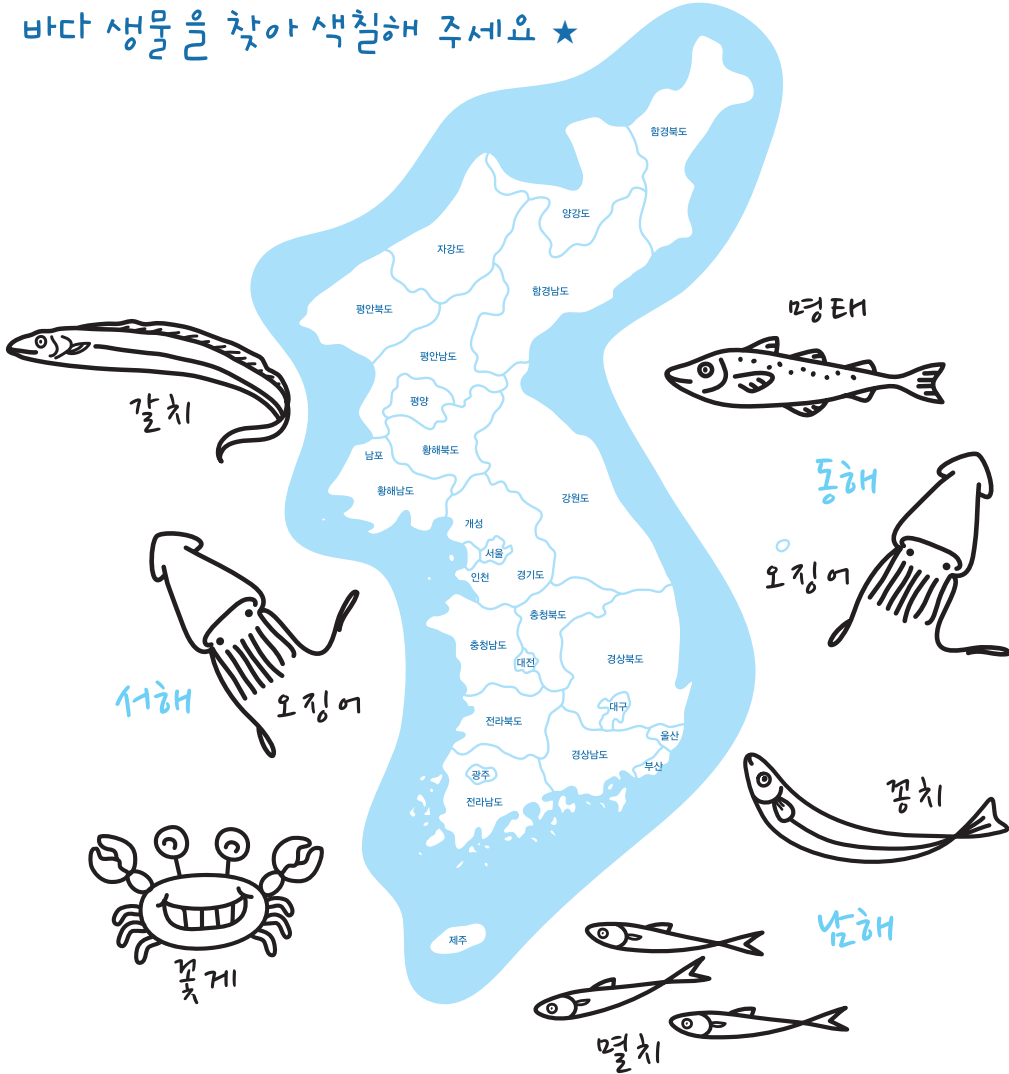 바다 생물을 찾아 색칠해 주세요 ★
함경북도
양강도
자강도
함경남도
평안북도
명태
평안남도
갈치
평양
남포
황해북도
동해
황해남도
강원도
개성
서울
오징어
인천
경기도
충청북도
충청남도
대전
경상북도
서해
오징어
대구
전라북도
울산
경상남도
부산
광주
꽁치
전라남도
남해
제주
꽃게
멸치